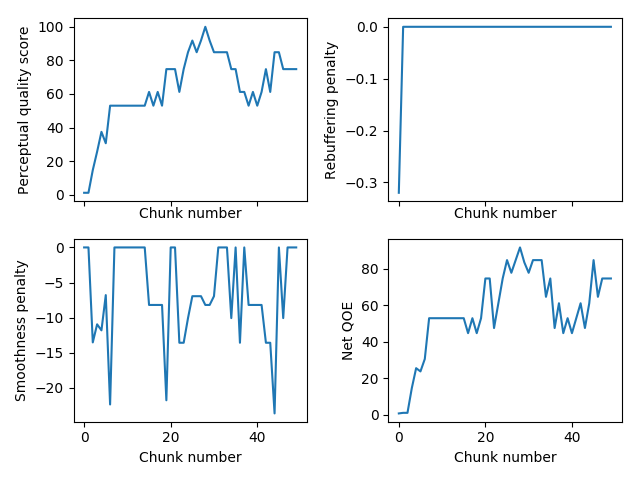 Perceptual quality score
100
80
60
40
20
0
Chunk number
Rebuffering penalty
0.0
−0.1
−0.2
−0.3
Chunk number
Smoothness penalty
0
−5
−10
−15
−20
0 20 40
Chunk number
Net QOE
80
60
40
20
0
0 20 40
Chunk number